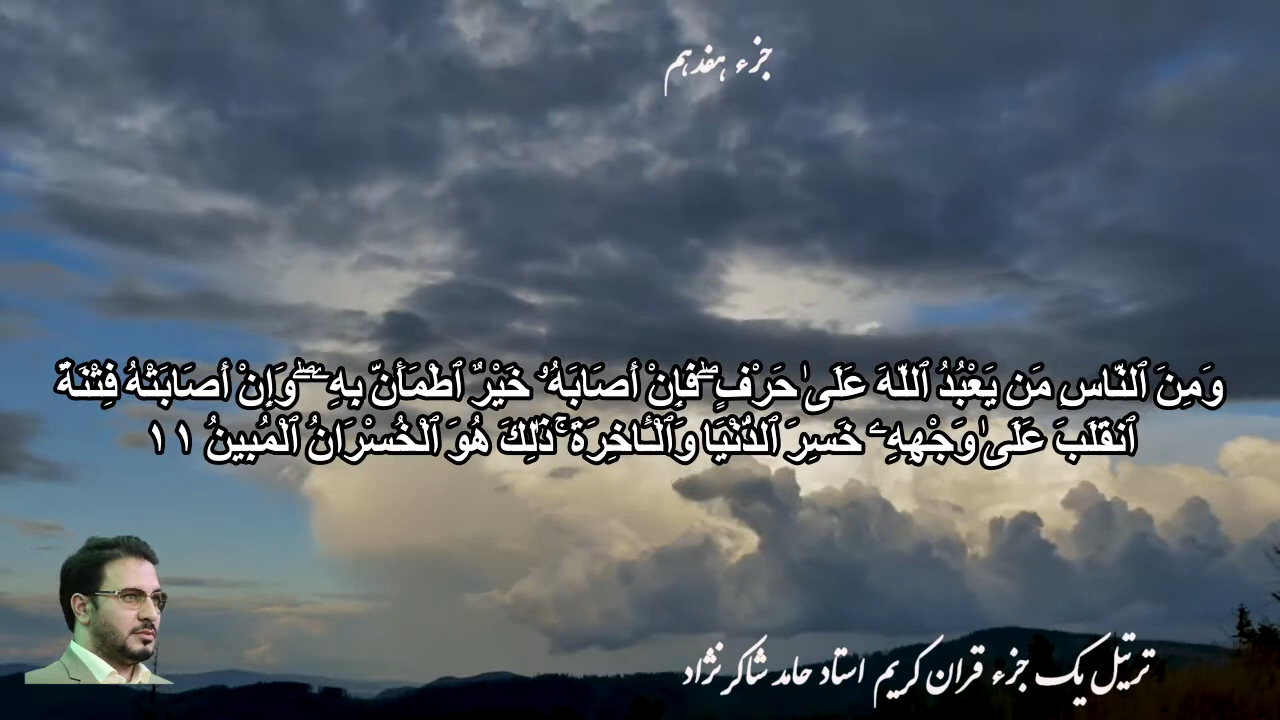 جزء هفدهم
وَمِنَ ٱلنَّاسِ مَن يَعْبُدُ ٱللَّهَ عَلَىٰ حَرْفٍۢ ۖ فَإِنْ أَصَابَهُۥ خَيْرٌ ٱطْمَأَنَّ بِهِۦ ۖ وَإِنْ أَصَابَتْهُ فِتْنَةٌ
ٱنقَلَبَ عَلَىٰ وَجْهِهِۦ خَسِرَ ٱلدُّنْيَا وَٱلْـَٔاخِرَةَ ۚ ذَٰلِكَ هُوَ ٱلْخُسْرَانُ ٱلْمُبِينُ ١١
ترتیل یک جزء قران کریم استاد حامد شاکرنژاد